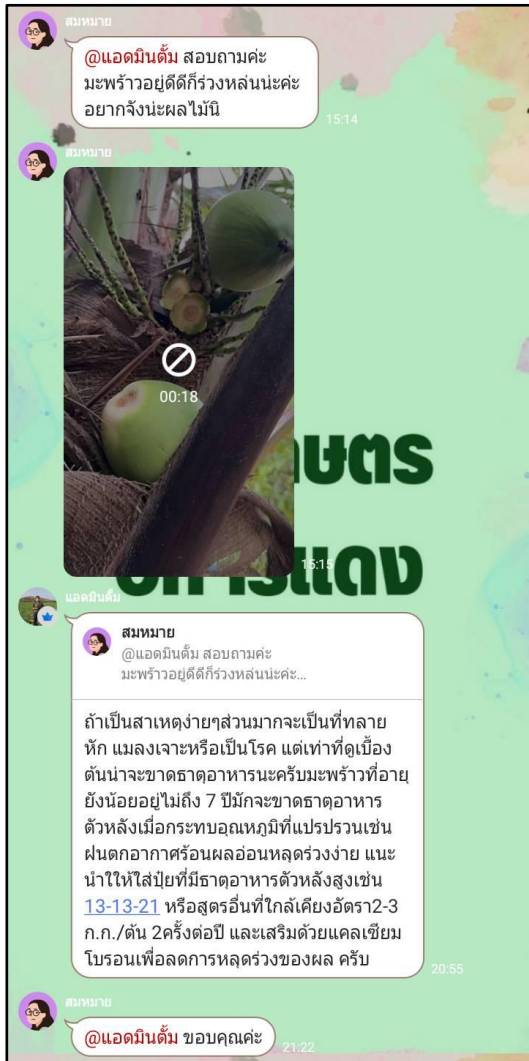 สมหมาย
@แอดมินตั้ม สอบถามค่ะ
มะพร้าวอยู่ดีดีก็ร่วงหล่นน่ะค่ะ
อยากจังน่ะผลไม้นิ
15:14
สมหมาย
00:18
15:15
แอดมินตั้ม
สมหมาย
@แอดมินตั้ม สอบถามค่ะ
มะพร้าวอยู่ดีดีก็ร่วงหล่นน่ะค่ะ...
ถ้าเป็นสาเหตุง่ายๆส่วนมากจะเป็นที่ทลาย
หัก แมลงเจาะหรือเป็นโรค แต่เท่าที่ดูเบื้อง
ต้นน่าจะขาดธาตุอาหารนะครับมะพร้าวที่อายุ
ยังน้อยอยู่ไม่ถึง 7 ปีมักจะขาดธาตุอาหาร
ตัวหลังเมื่อกระทบอุณหภูมิที่แปรปรวนเช่น
ฝนตกอากาศร้อนผลอ่อนหลุดร่วงง่าย แนะ
นำใให้ใส่ปุ๋ยที่มีธาตุอาหารตัวหลังสูงเช่น
13-13-21 หรือสูตรอื่นที่ใกล้เคียงอัตรา2-3
ก.ก./ต้น 2ครั้งต่อปี และเสริมด้วยแคลเซียม
โบรอนเพื่อลดการหลุดร่วงของผล ครับ
20:55
สมหมาย
@แอดมินตั้ม ขอบคุณค่ะ
21:22